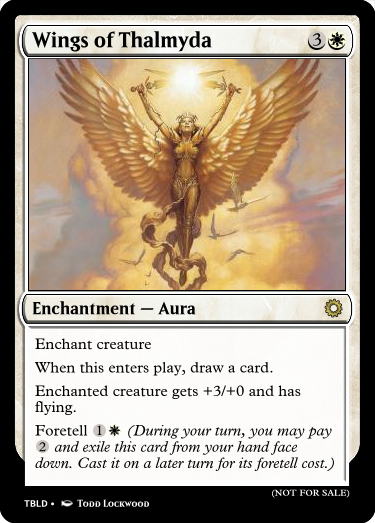 Wings of Thalmyda 3
Enchantment — Aura
Enchant creature
When this enters play, draw a card.
Enchanted creature gets +3/+0 and has
flying.
Foretell 1 (During your turn, you may pay
2 and exile this card from your hand face
down. Cast it on a later turn for its foretell cost.)
(NOT FOR SALE)
TBLD • Todd Lockwood